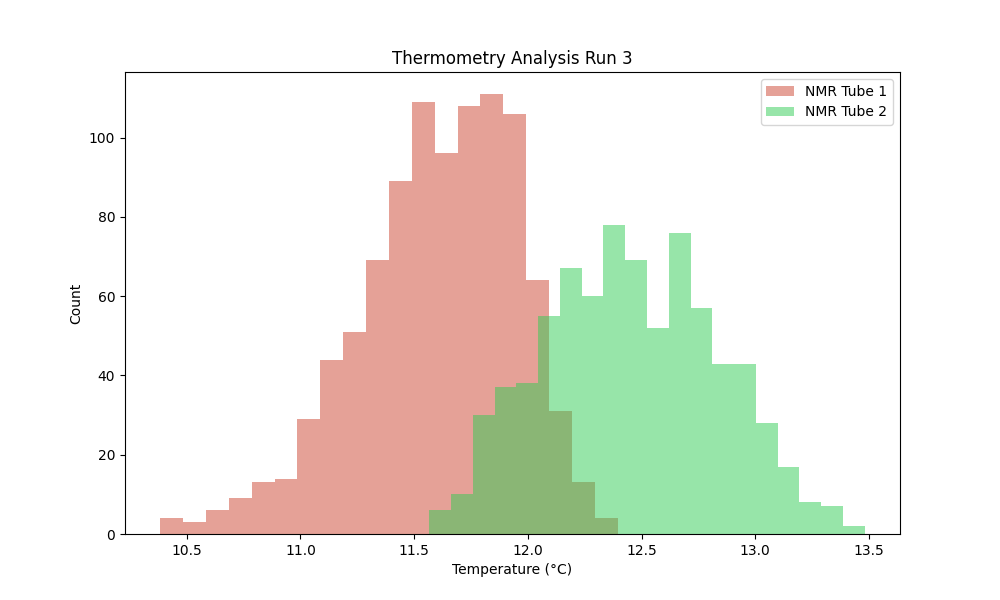 Thermometry Analysis Run 3
NMR Tube 1
NMR Tube 2
Count
100
80
60
40
20
0
10.5 11.0 11.5 12.0 12.5 13.0 13.5
Temperature (°C)